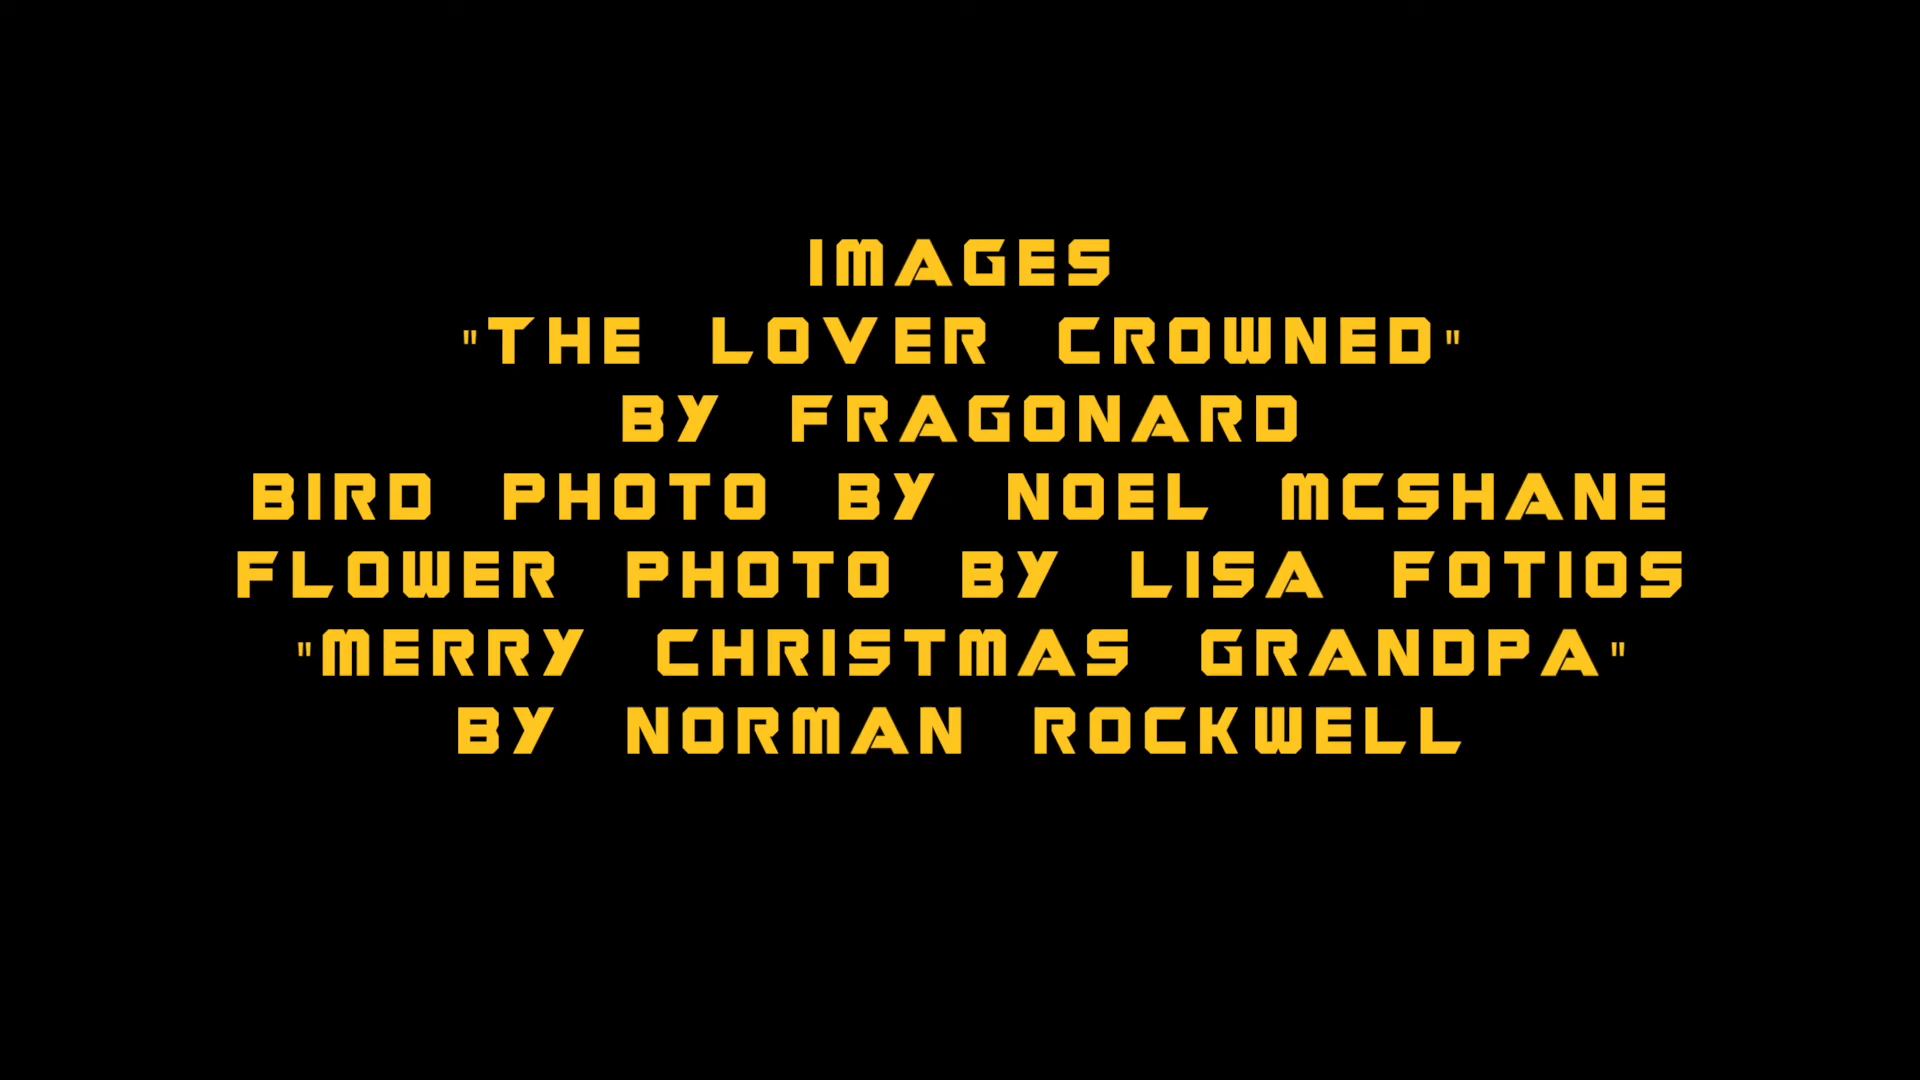 IMAGES
"THE LOVER CROWNED"
BY FRAGONARD
BIRD PHOTO BY NOEL MCSHANE
FLOWER PHOTO BY LISA FOTIOS
"MERRY CHRISTMAS GRANDPA"
BY NORMAN ROCKWELL